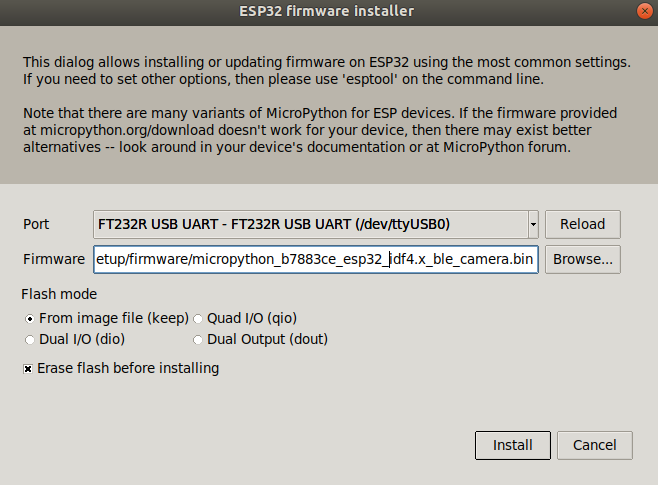 ESP32 firmware installer
This dialog allows installing or updating firmware on ESP32 using the most common settings.
If you need to set other options, then please use 'esptool' on the command line.
Note that there are many variants of MicroPython for ESP devices. If the firmware provided
at micropython.org/download doesn't work for your device, then there may exist better
alternatives -- look around in your device's documentation or at MicroPython forum.
Port FT232R USB UART - FT232R USB UART (/dev/ttyUSB0) Reload
Firmware etup/firmware/micropython_b7883ce_esp32_idf4.x_ble_camera.bin Browse...
Flash mode
From image file (keep) Quad I/O (qio)
Dual I/O (dio) Dual Output (dout)
Erase flash before installing
Install Cancel